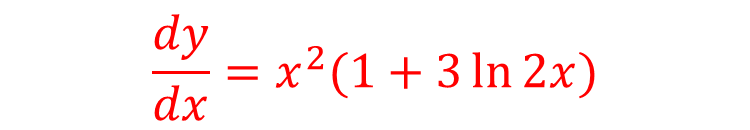 dy/dx = x²(1 + 3 ln 2x)